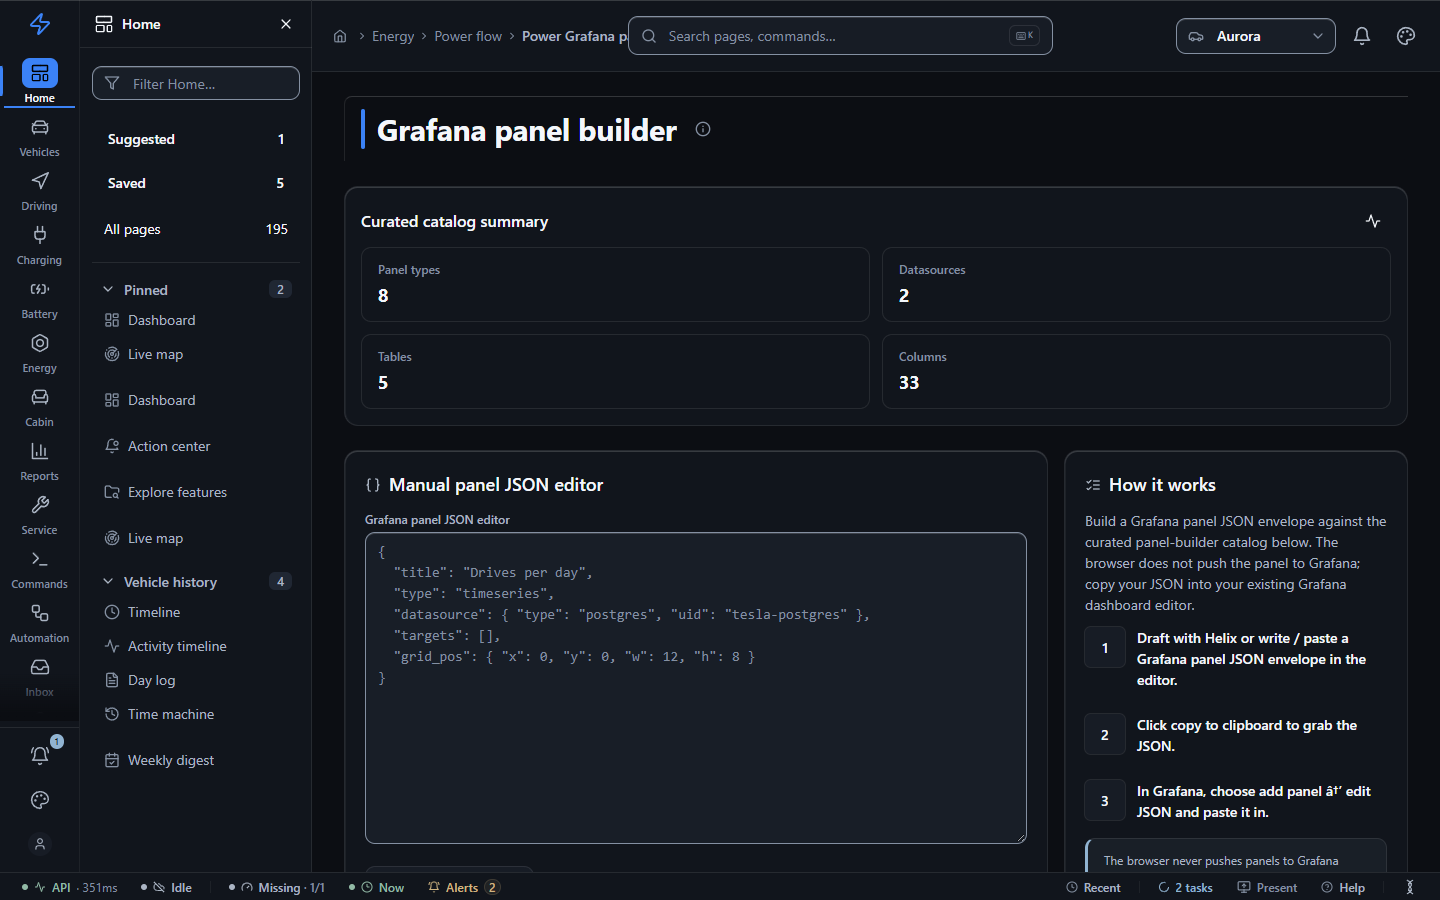 Home
Vehicles
Driving
Charging
Battery
Energy
Cabin
Reports
Service
Commands
Automation
Inbox
1
Home
Filter Home...
Suggested 1
Saved 5
All pages 195
Pinned 2
Dashboard
Live map
Dashboard
Action center
Explore features
Live map
Vehicle history 4
Timeline
Activity timeline
Day log
Time machine
Weekly digest
Energy > Power flow > Power Grafana p
Search pages, commands...
K
Aurora
Grafana panel builder
Curated catalog summary
Panel types
8
Datasources
2
Tables
5
Columns
33
Manual panel JSON editor
Grafana panel JSON editor
{
"title": "Drives per day",
"type": "timeseries",
"datasource": { "type": "postgres", "uid": "tesla-postgres" },
"targets": [],
"grid_pos": { "x": 0, "y": 0, "w": 12, "h": 8 }
}
How it works
Build a Grafana panel JSON envelope against the
curated panel-builder catalog below. The
browser does not push the panel to Grafana;
copy your JSON into your existing Grafana
dashboard editor.
1
Draft with Helix or write / paste a
Grafana panel JSON envelope in the
editor.
2
Click copy to clipboard to grab the
JSON.
3
In Grafana, choose add panel â†’ edit
JSON and paste it in.
The browser never pushes panels to Grafana
API · 351ms
Idle
Missing · 1/1
Now
Alerts 2
Recent
2 tasks
Present
Help